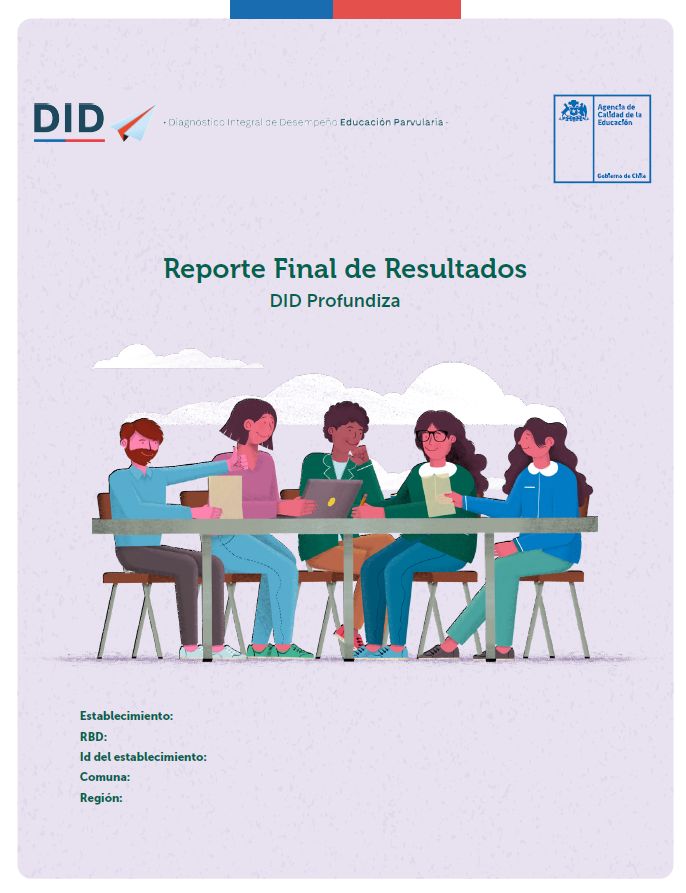 DID
· Diagnóstico Integral de Desempeño Educación Parvularia ·
Agencia de
Calidad de la
Educación
Gobierno de Chile
Reporte Final de Resultados
DID Profundiza
Establecimiento:
RBD:
Id del establecimiento:
Comuna:
Región: